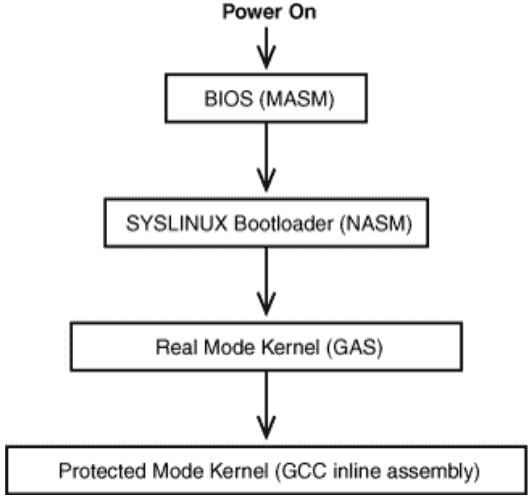 Power On
BIOS (MASM)
SYSLINUX Bootloader (NASM)
Real Mode Kernel (GAS)
Protected Mode Kernel (GCC inline assembly)